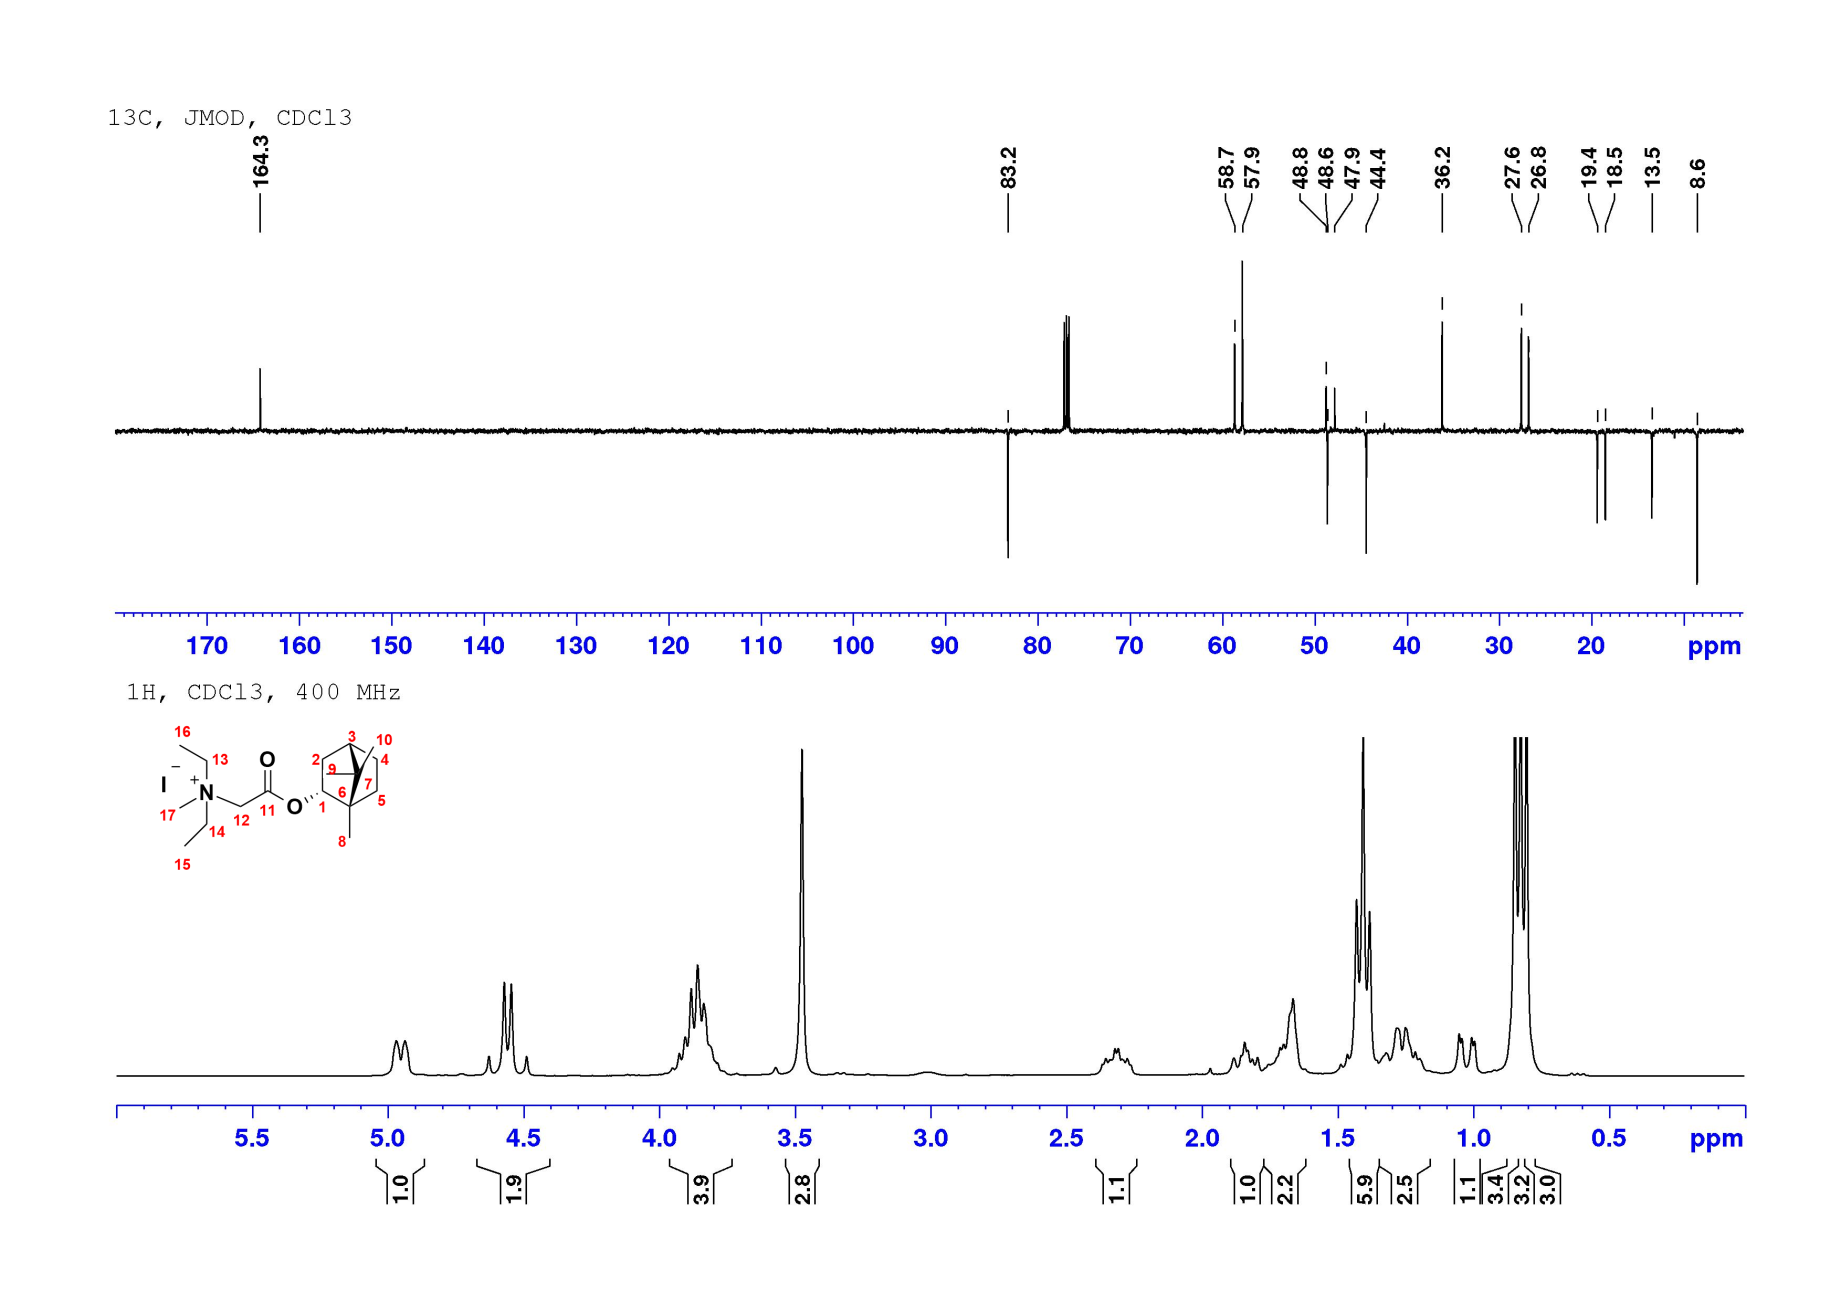 13C, JMOD, CDCl3
164.3 83.2 58.7 57.9 48.8 48.6 47.9 44.4 36.2 27.6 26.8 19.4 18.5 13.5 8.6
170 160 150 140 130 120 110 100 90 80 70 60 50 40 30 20 ppm
1H, CDCl3, 400 MHz
16 3 10
13 O 2 4
9
I − + N 7
6 5
17 12 11 O 1
14 8
15
5.5 5.0 4.5 4.0 3.5 3.0 2.5 2.0 1.5 1.0 0.5 ppm
1.0 1.9 3.9 2.8 1.1 1.0 2.2 5.9 2.5 1.1 3.4 3.2 3.0